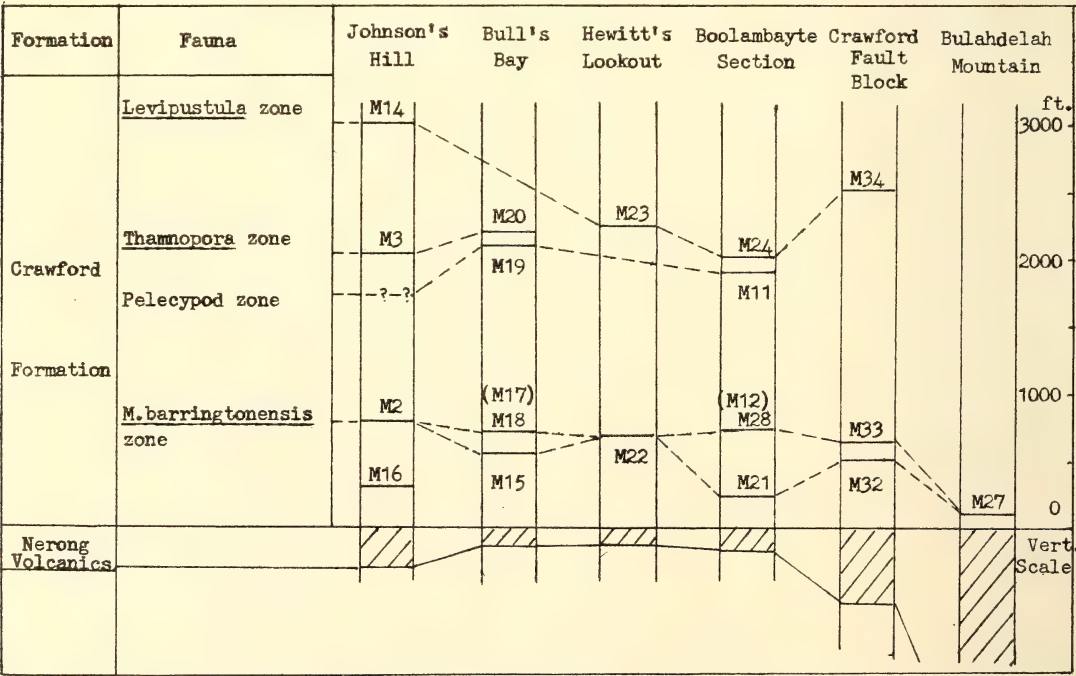 Formation
Fauna
Johnson's
Hill
Bull's
Bay
Hewitt's
Lookout
Boolambayte
Section
Crawford
Fault
Block
Bulahdelah
Mountain
ft.
Levipustula zone
M14
3000
M34
M20
M23
Thamnopora zone
M3
M24
Crawford
M19
2000
Pelecypod zone
-?-?
M11
Formation
(M17)
(M12)
1000
M.barringtonensis
zone
M2
M18
M28
M33
M22
M16
M15
M21
M32
M27
0
Nerong
Volcanics
Vert.
Scale